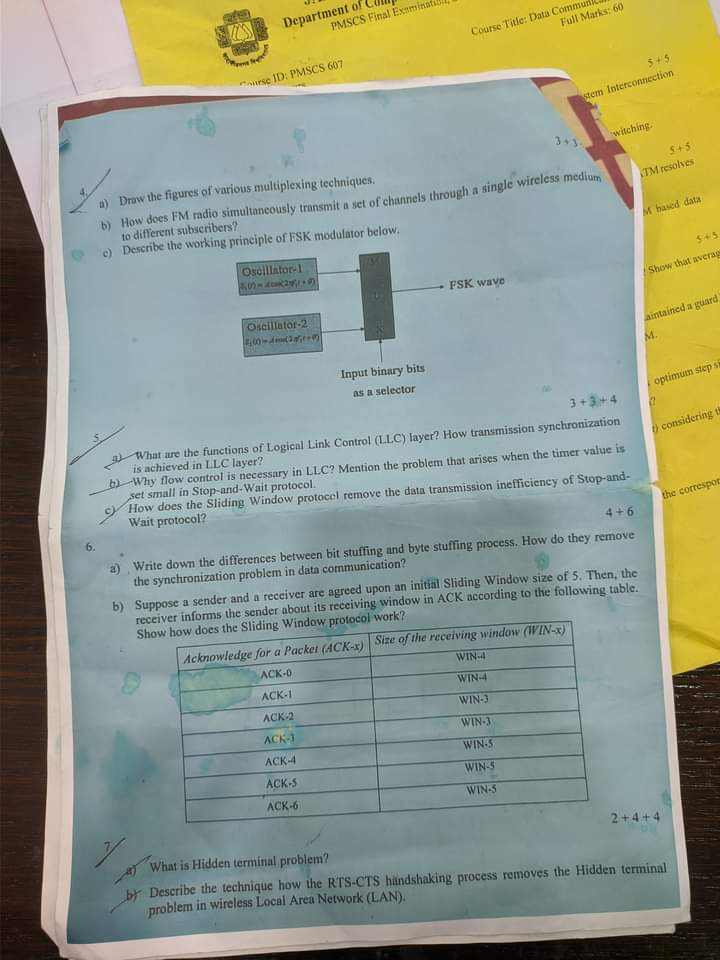 Department of
PMSCS Final Examination,
Course Title: Data
Full Marks: 60
Course ID: PMSCS 607
5 + 5
stem Interconnection
witching.
5 + 5
TM resolves
M based data
5 + 5
Show that averag
aintained a guard
M.
optimum step si
?
) considering th
the correspon
4.
3 + 3
a) Draw the figures of various multiplexing techniques.
b) How does FM radio simultaneously transmit a set of channels through a single wireless medium
to different subscribers?
c) Describe the working principle of FSK modulator below.
Oscillator-1
Oscillator-2
FSK wave
Input binary bits
as a selector
3 + 3 + 4
5.
a) What are the functions of Logical Link Control (LLC) layer? How transmission synchronization
is achieved in LLC layer?
b) Why flow control is necessary in LLC? Mention the problem that arises when the timer value is
set small in Stop-and-Wait protocol.
c) How does the Sliding Window protocol remove the data transmission inefficiency of Stop-and-
Wait protocol?
4 + 6
6.
a) Write down the differences between bit stuffing and byte stuffing process. How do they remove
the synchronization problem in data communication?
b) Suppose a sender and a receiver are agreed upon an initial Sliding Window size of 5. Then, the
receiver informs the sender about its receiving window in ACK according to the following table.
Show how does the Sliding Window protocol work?
Acknowledge for a Packet (ACK-x) Size of the receiving window (WIN-x)
ACK-0 WIN-4
ACK-1 WIN-4
ACK-2 WIN-3
ACK-3 WIN-3
ACK-4 WIN-5
ACK-5 WIN-5
ACK-6 WIN-5
2 + 4 + 4
7.
a) What is Hidden terminal problem?
b) Describe the technique how the RTS-CTS handshaking process removes the Hidden terminal
problem in wireless Local Area Network (LAN).